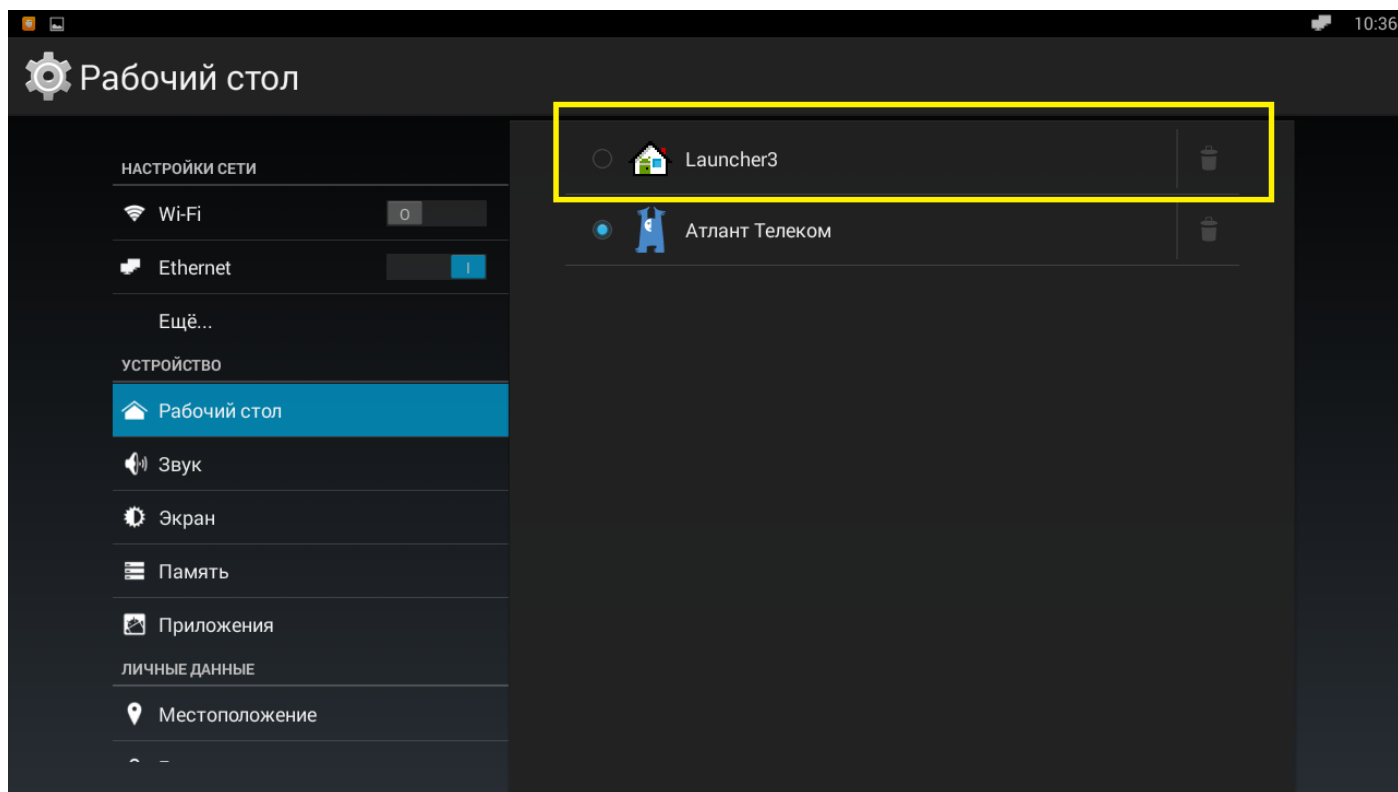 10:36
Рабочий стол
НАСТРОЙКИ СЕТИ
Wi-Fi
O
Ethernet
I
Ещё...
УСТРОЙСТВО
Рабочий стол
Звук
Экран
Память
Приложения
ЛИЧНЫЕ ДАННЫЕ
Местоположение
Launcher3
Атлант Телеком